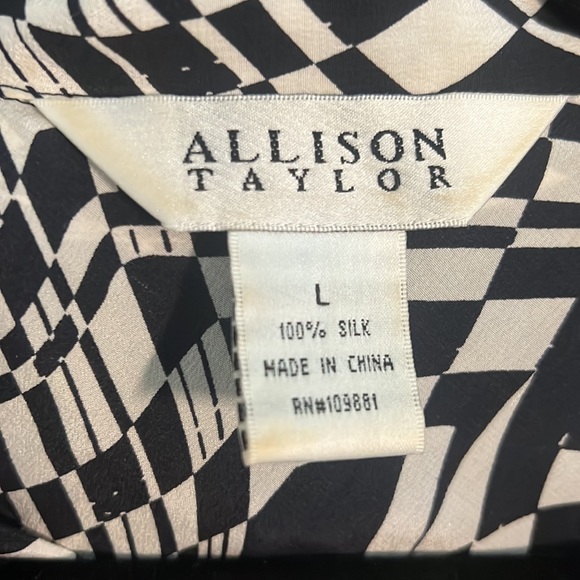 ALLISON
TAYLOR
L
100% SILK
MADE IN CHINA
RN#109881